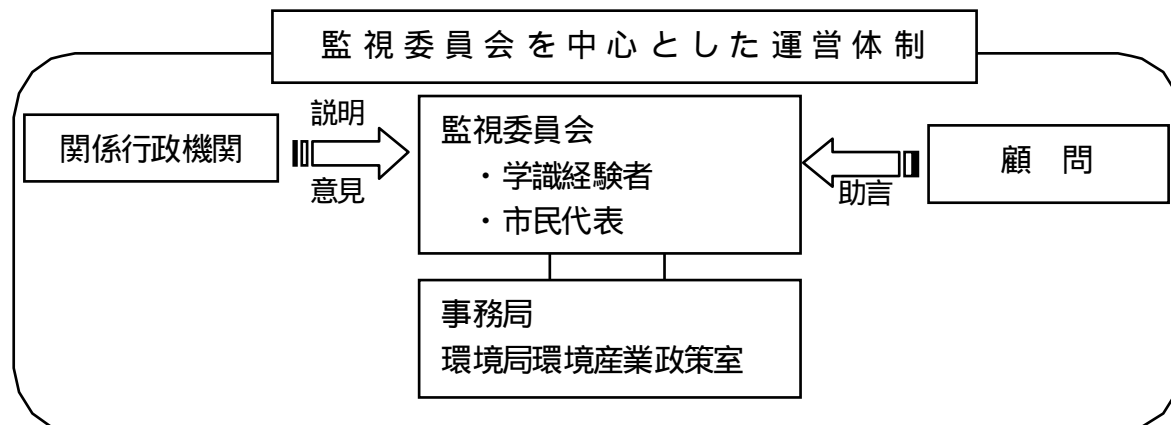 監視委員会を中心とした運営体制
関係行政機関
説明
意見
監視委員会
・学識経験者
・市民代表
助言
顧 問
事務局
環境局環境産業政策室